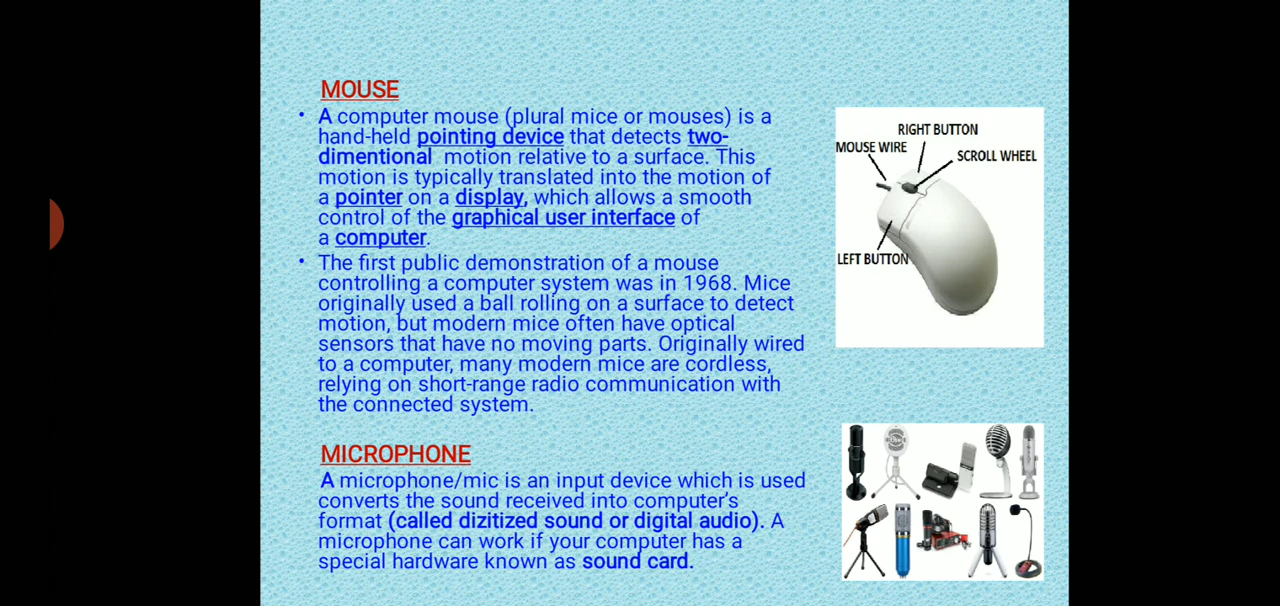 MOUSE
• A computer mouse (plural mice or mouses) is a
hand-held pointing device that detects two-
dimentional motion relative to a surface. This
motion is typically translated into the motion of
a pointer on a display, which allows a smooth
control of the graphical user interface of
a computer.
• The first public demonstration of a mouse
controlling a computer system was in 1968. Mice
originally used a ball rolling on a surface to detect
motion, but modern mice often have optical
sensors that have no moving parts. Originally wired
to a computer, many modern mice are cordless,
relying on short-range radio communication with
the connected system.
RIGHT BUTTON
MOUSE WIRE
SCROLL WHEEL
LEFT BUTTON
MICROPHONE
A microphone/mic is an input device which is used
converts the sound received into computer’s
format (called dizitized sound or digital audio). A
microphone can work if your computer has a
special hardware known as sound card.